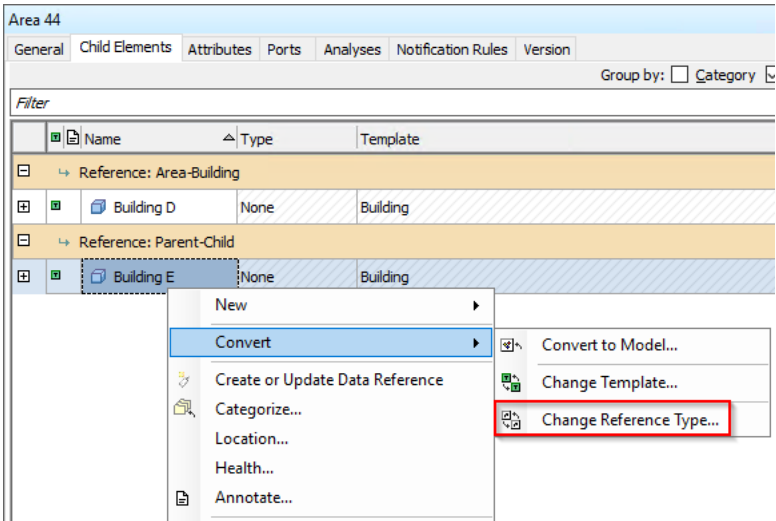 Area 44
General Child Elements Attributes Ports Analyses Notification Rules Version
Group by: Category
Filter
Name Type Template
Reference: Area-Building
Building D None Building
Reference: Parent-Child
Building E None Building
New
Convert
Convert to Model...
Create or Update Data Reference
Change Template...
Categorize...
Change Reference Type...
Location...
Health...
Annotate...